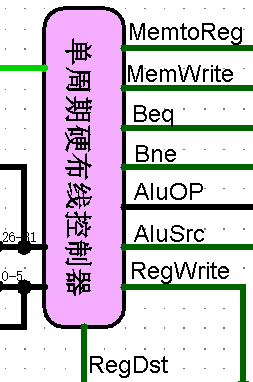 MemtoReg
MemWrite
Beq
Bne
AluOP
AluSrc
RegWrite
RegDst
单周期硬布线控制器
26-31
0-5